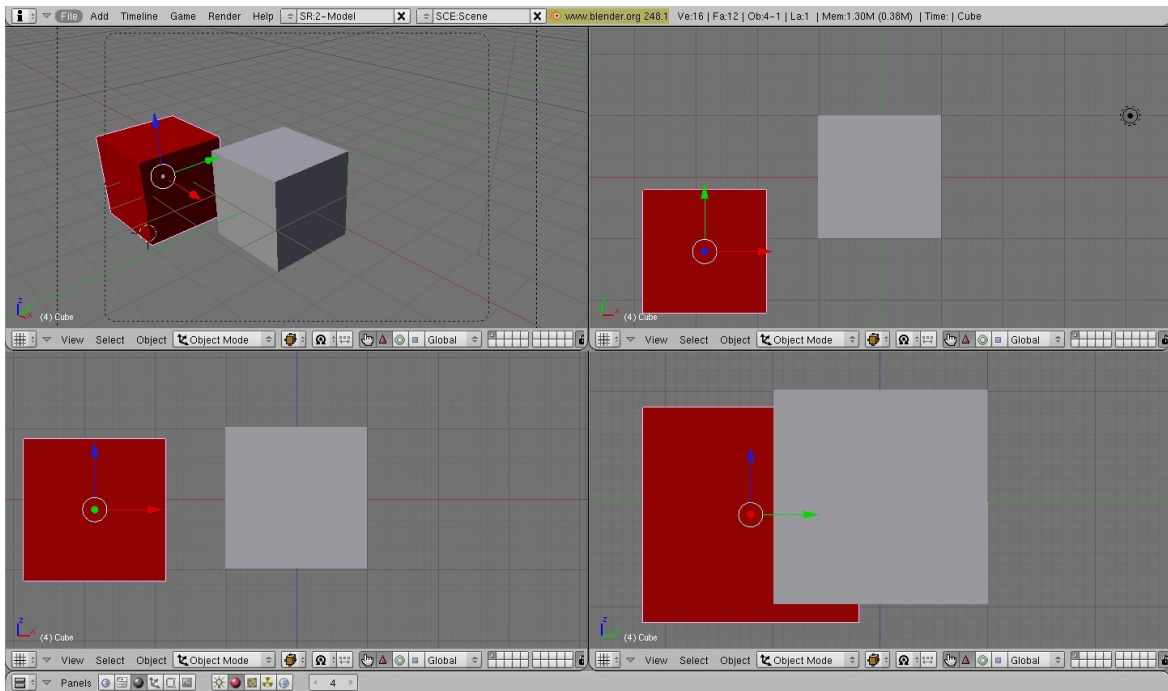 File Add Timeline Game Render Help SR:2-Model X SCE:Scene X www.blender.org 248.1 Ve:16 | Fa:12 | Ob:4-1 | La:1 | Mem:1.30M (0.38M) | Time: | Cube
z x
(4) Cube
y x
(4) Cube
View Select Object Object Mode Global
View Select Object Object Mode Global
z x
(4) Cube
z y
(4) Cube
View Select Object Object Mode Global
View Select Object Object Mode Global
Panels 4